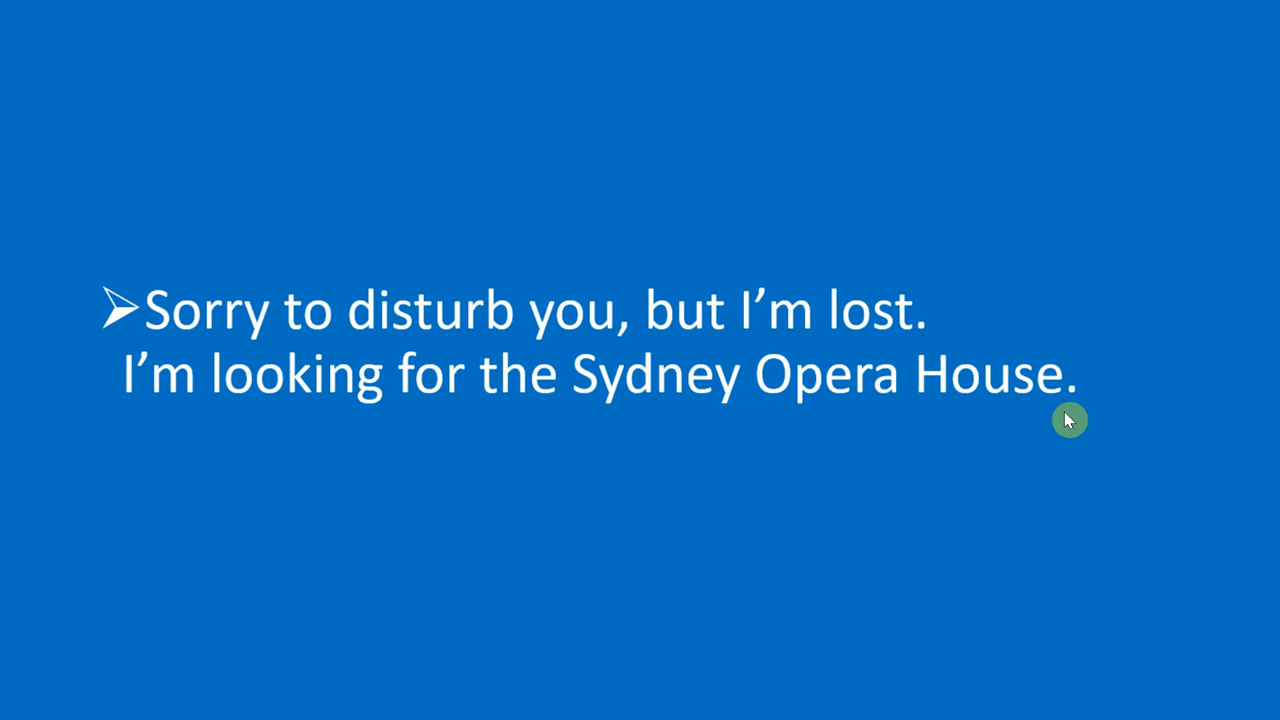 ➢Sorry to disturb you, but I’m lost.
I’m looking for the Sydney Opera House.